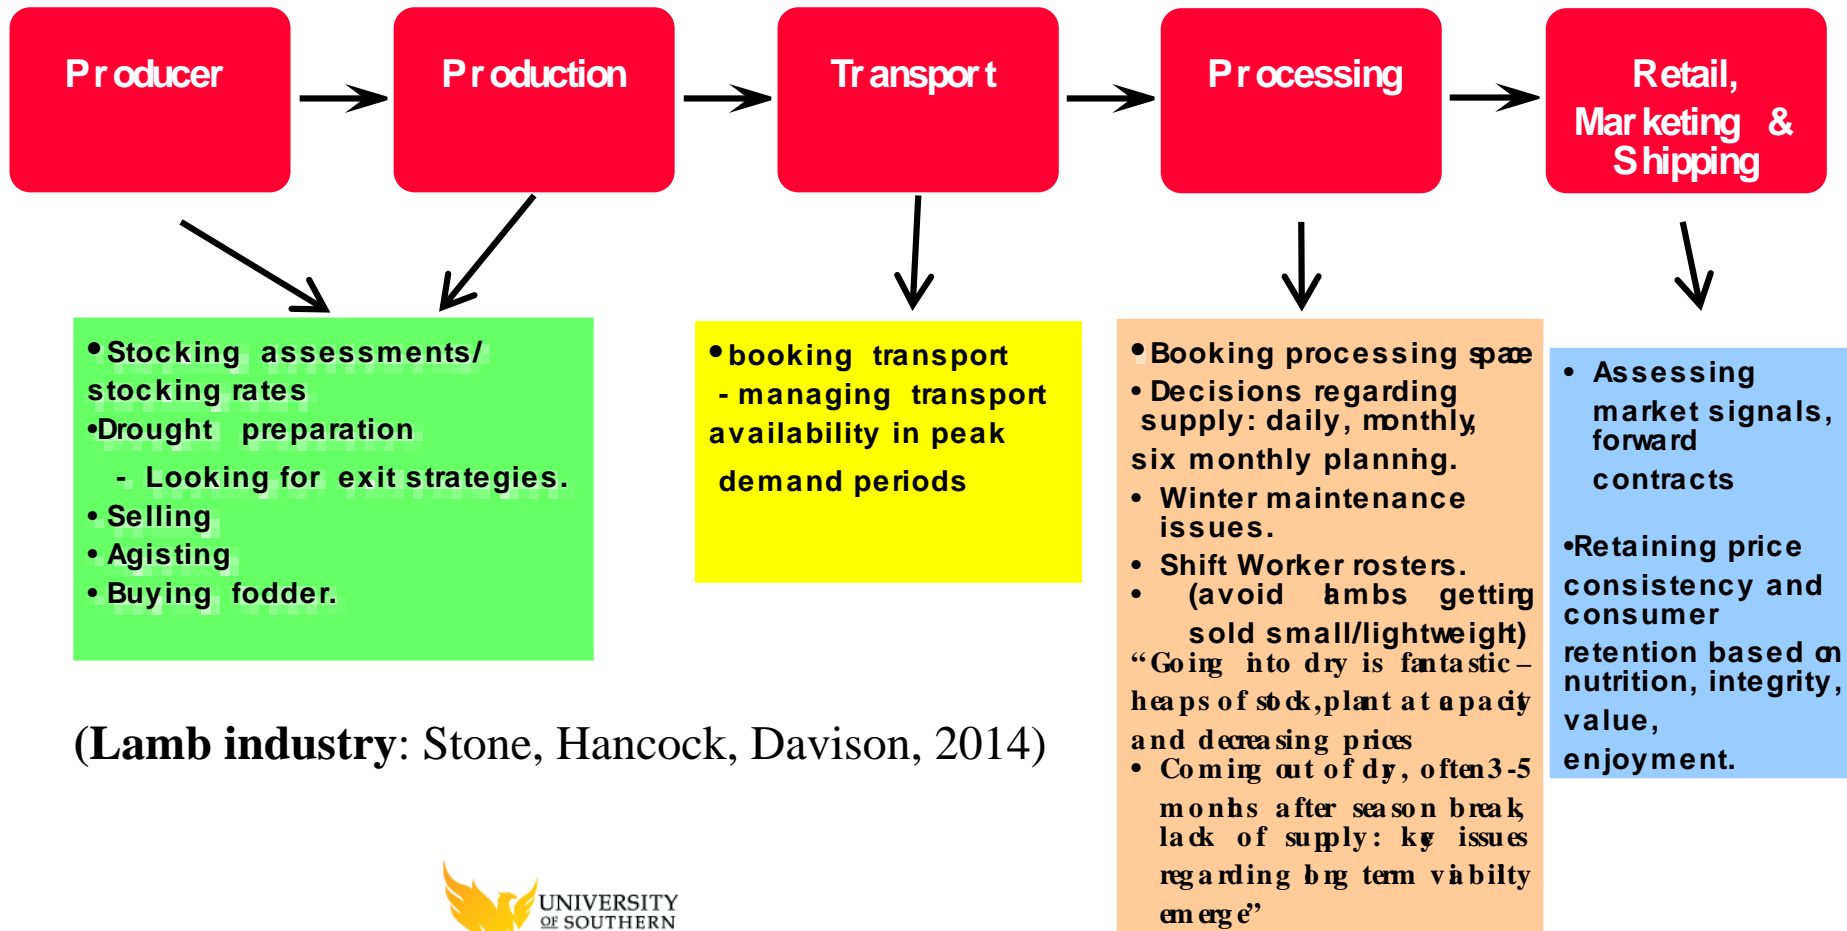 Producer
Production
Transport
Processing
Retail,
Marketing &
Shipping
•Stocking assessments/
stocking rates
•Drought preparation
- Looking for exit strategies.
• Selling
• Agisting
• Buying fodder.
•booking transport
- managing transport
availability in peak
demand periods
•Booking processing space
• Decisions regarding
supply: daily, monthly,
six monthly planning.
• Winter maintenance
issues.
• Shift Worker rosters.
• (avoid lambs getting
sold small/lightweight)
“Going into dry is fantastic –
heaps of stock, plant at capacity
and decreasing prices
• Coming out of dry, often 3-5
months after season break,
lack of supply: key issues
regarding long term viabilty
emerge”
• Assessing
market signals,
forward
contracts
•Retaining price
consistency and
consumer
retention based on
nutrition, integrity,
value,
enjoyment.
(Lamb industry: Stone, Hancock, Davison, 2014)
UNIVERSITY
OF SOUTHERN